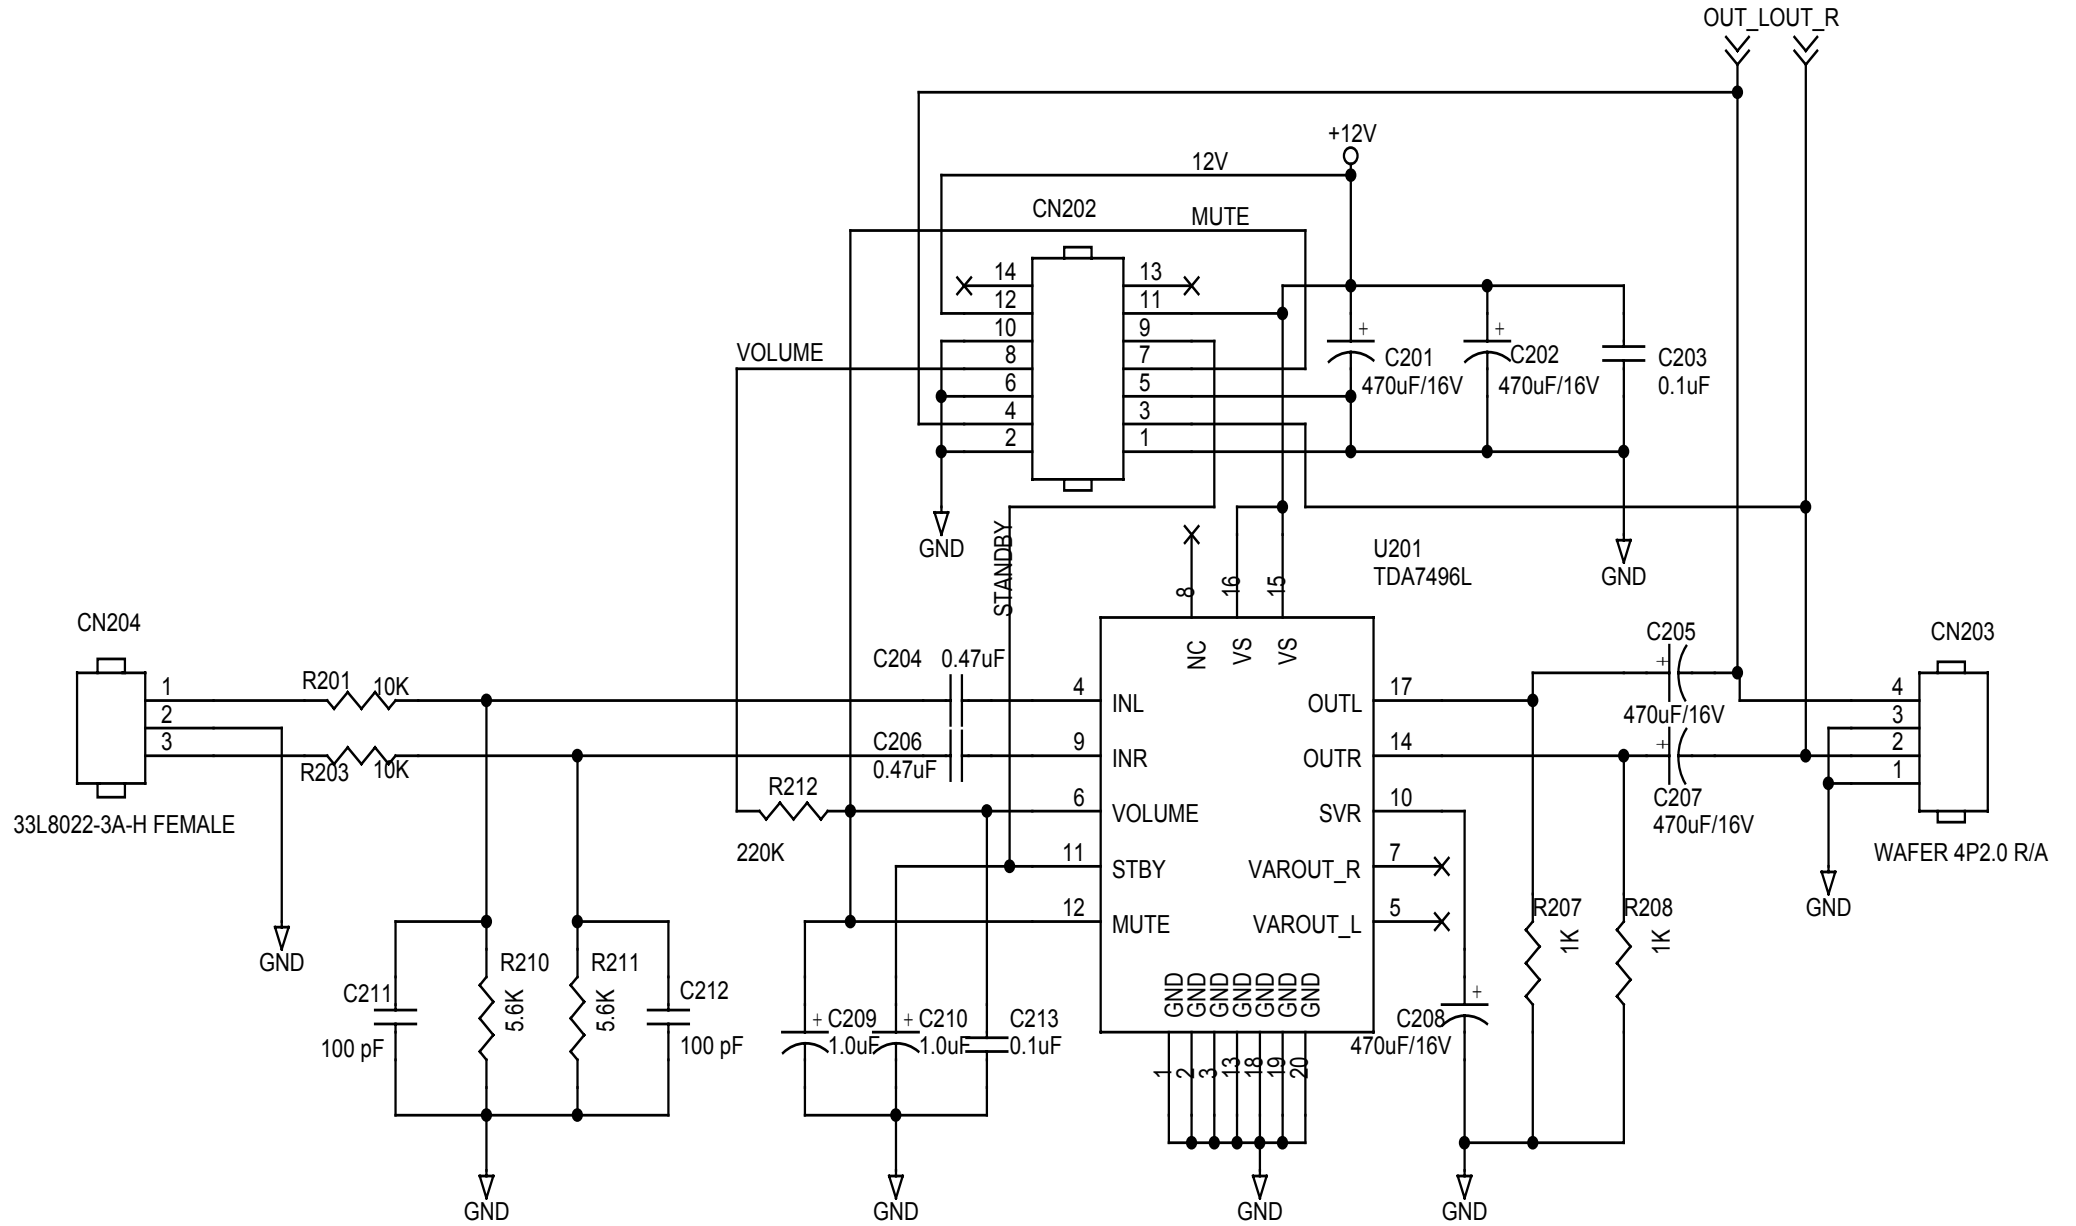 OUT_LOUT_R
+12V
12V
CN202
MUTE
14
13
12
11
10
9
8
7
6
5
4
3
2
1
VOLUME
C201
470uF/16V
C202
470uF/16V
C203
0.1uF
GND
STANDBY
GND
U201
TDA7496L
8
16
15
NC
VS
VS
CN204
1
2
3
33L8022-3A-H FEMALE
R201
10K
R203
10K
C204
0.47uF
C206
0.47uF
R212
220K
4
INL
9
INR
6
VOLUME
11
STBY
12
MUTE
17
OUTL
14
OUTR
10
SVR
7
VAROUT_R
5
VAROUT_L
C205
470uF/16V
C207
470uF/16V
CN203
4
3
2
1
WAFER 4P2.0 R/A
GND
GND
R207
1K
R208
1K
C211
100 pF
R210
5.6K
R211
5.6K
C212
100 pF
+
C209
1.0uF
+
C210
1.0uF
C213
0.1uF
GND
GND
GND
GND
GND
GND
GND
1
2
3
13
18
19
20
+
C208
470uF/16V
GND
GND
GND
GND
+
+
+
+